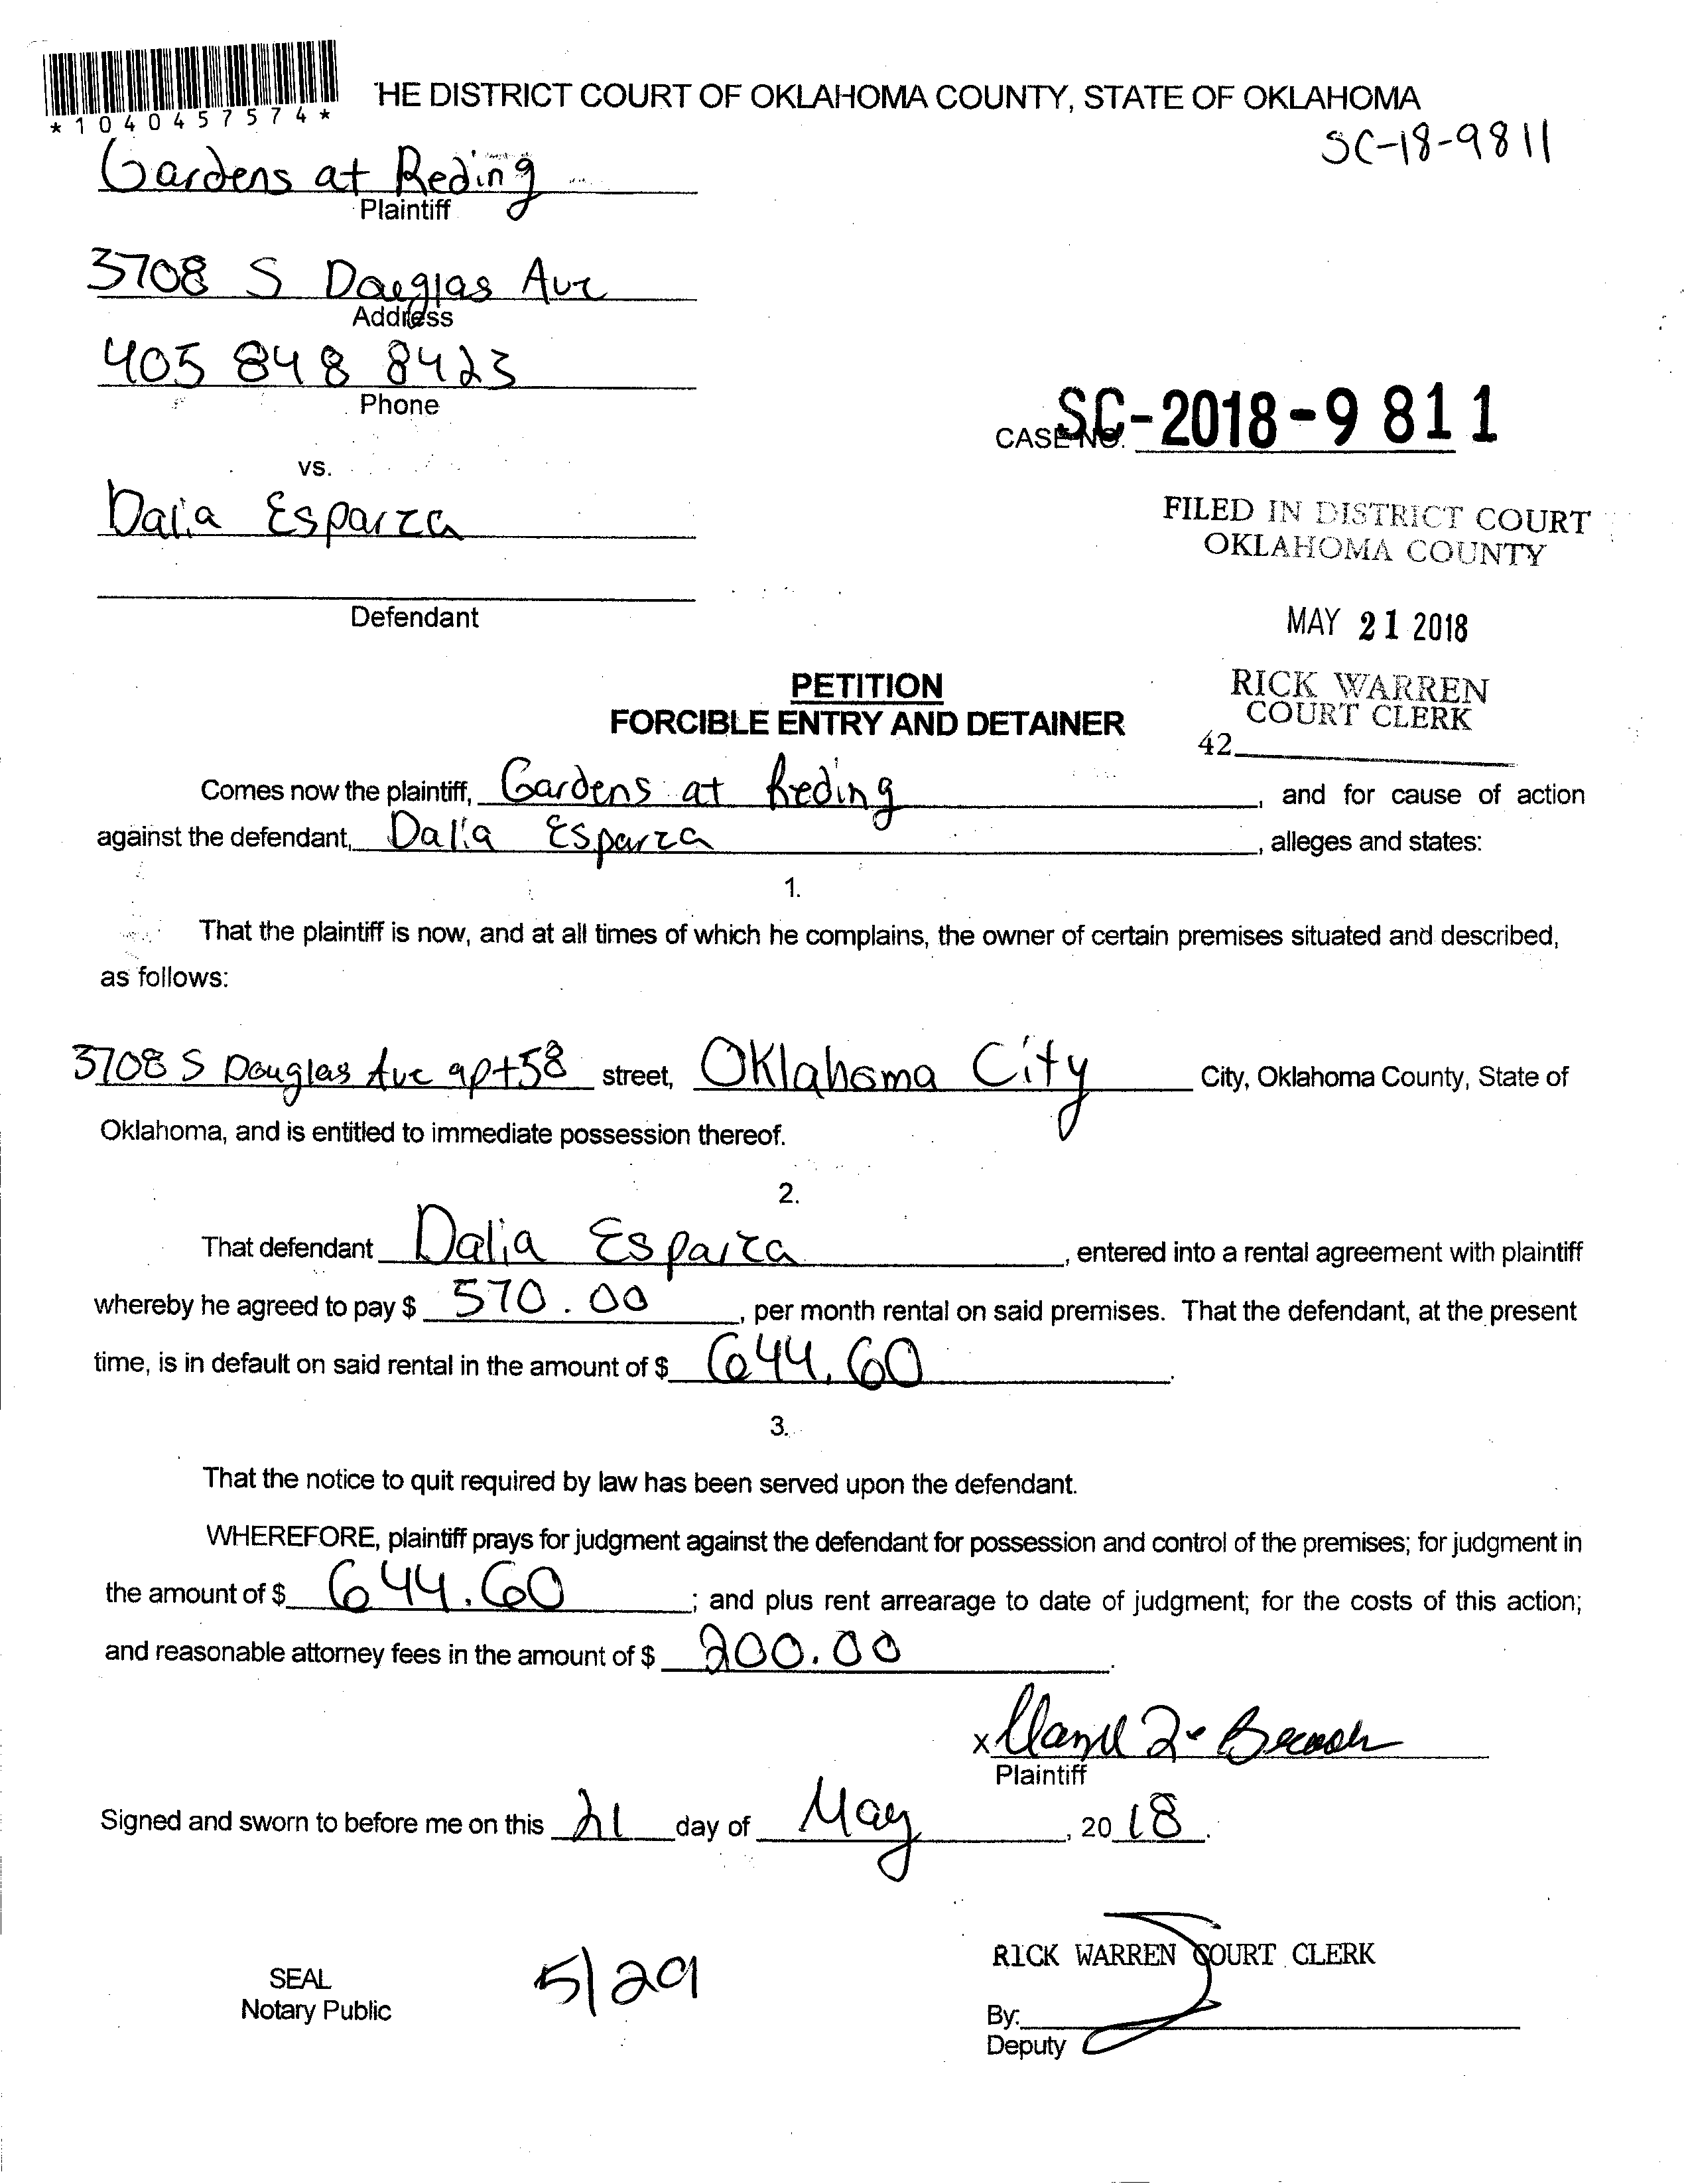 *1040457574*
HE DISTRICT COURT OF OKLAHOMA COUNTY, STATE OF OKLAHOMA
SC-18-9811
Gardens at Reding
Plaintiff
3708 S Douglas Ave
Address
405 848 8423
Phone
CASE NO. SC-2018-9811
vs.
Dalia Esparza
FILED IN DISTRICT COURT
OKLAHOMA COUNTY
Defendant
MAY 21 2018
PETITION
RICK WARREN
COURT CLERK
FORCIBLE ENTRY AND DETAINER
42
Comes now the plaintiff, Gardens at Reding, and for cause of action
against the defendant, Dalia Esparza, alleges and states:
1.
That the plaintiff is now, and at all times of which he complains, the owner of certain premises situated and described,
as follows:
3708 S Douglas Ave apt 58 street, Oklahoma City City, Oklahoma County, State of
Oklahoma, and is entitled to immediate possession thereof.
2.
That defendant Dalia Esparza, entered into a rental agreement with plaintiff
whereby he agreed to pay $ 570.00, per month rental on said premises. That the defendant, at the present
time, is in default on said rental in the amount of $ 644.60.
3.
That the notice to quit required by law has been served upon the defendant.
WHEREFORE, plaintiff prays for judgment against the defendant for possession and control of the premises; for judgment in
the amount of $ 644.60; and plus rent arrearage to date of judgment; for the costs of this action;
and reasonable attorney fees in the amount of $ 200.00.
x
Plaintiff
Signed and sworn to before me on this 21 day of May, 2018.
RICK WARREN COURT CLERK
SEAL
5/29
Notary Public
By:
Deputy